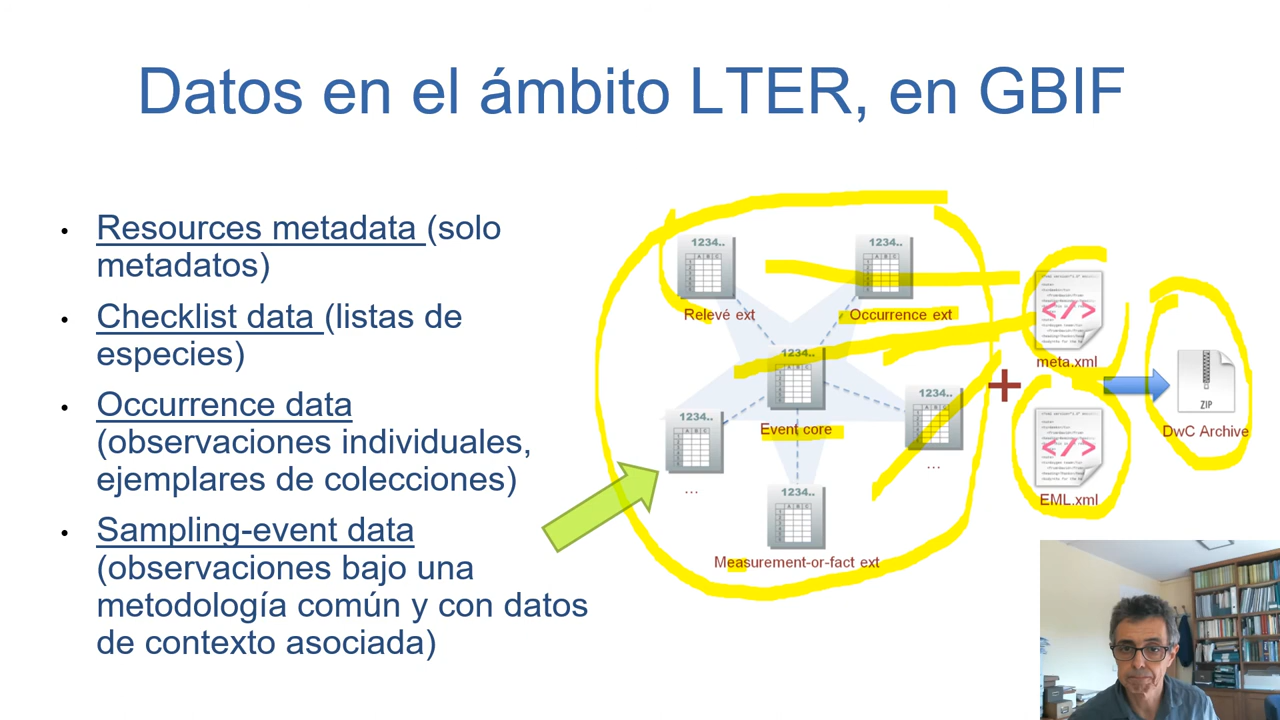 Datos en el ámbito LTER, en GBIF
• Resources metadata (solo
metadatos)
• Checklist data (listas de
especies)
• Occurrence data
(observaciones individuales,
ejemplares de colecciones)
• Sampling-event data
(observaciones bajo una
metodología común y con datos
de contexto asociada)
1234..
A B C
Relevé ext
1234..
A B C
Occurrence ext
1234..
A B C
Event core
1234..
A B C
...
1234..
A B C
...
1234..
A B C
Measurement-or-fact ext
+
</>
meta.xml
</>
EML.xml
ZIP
DwC Archive